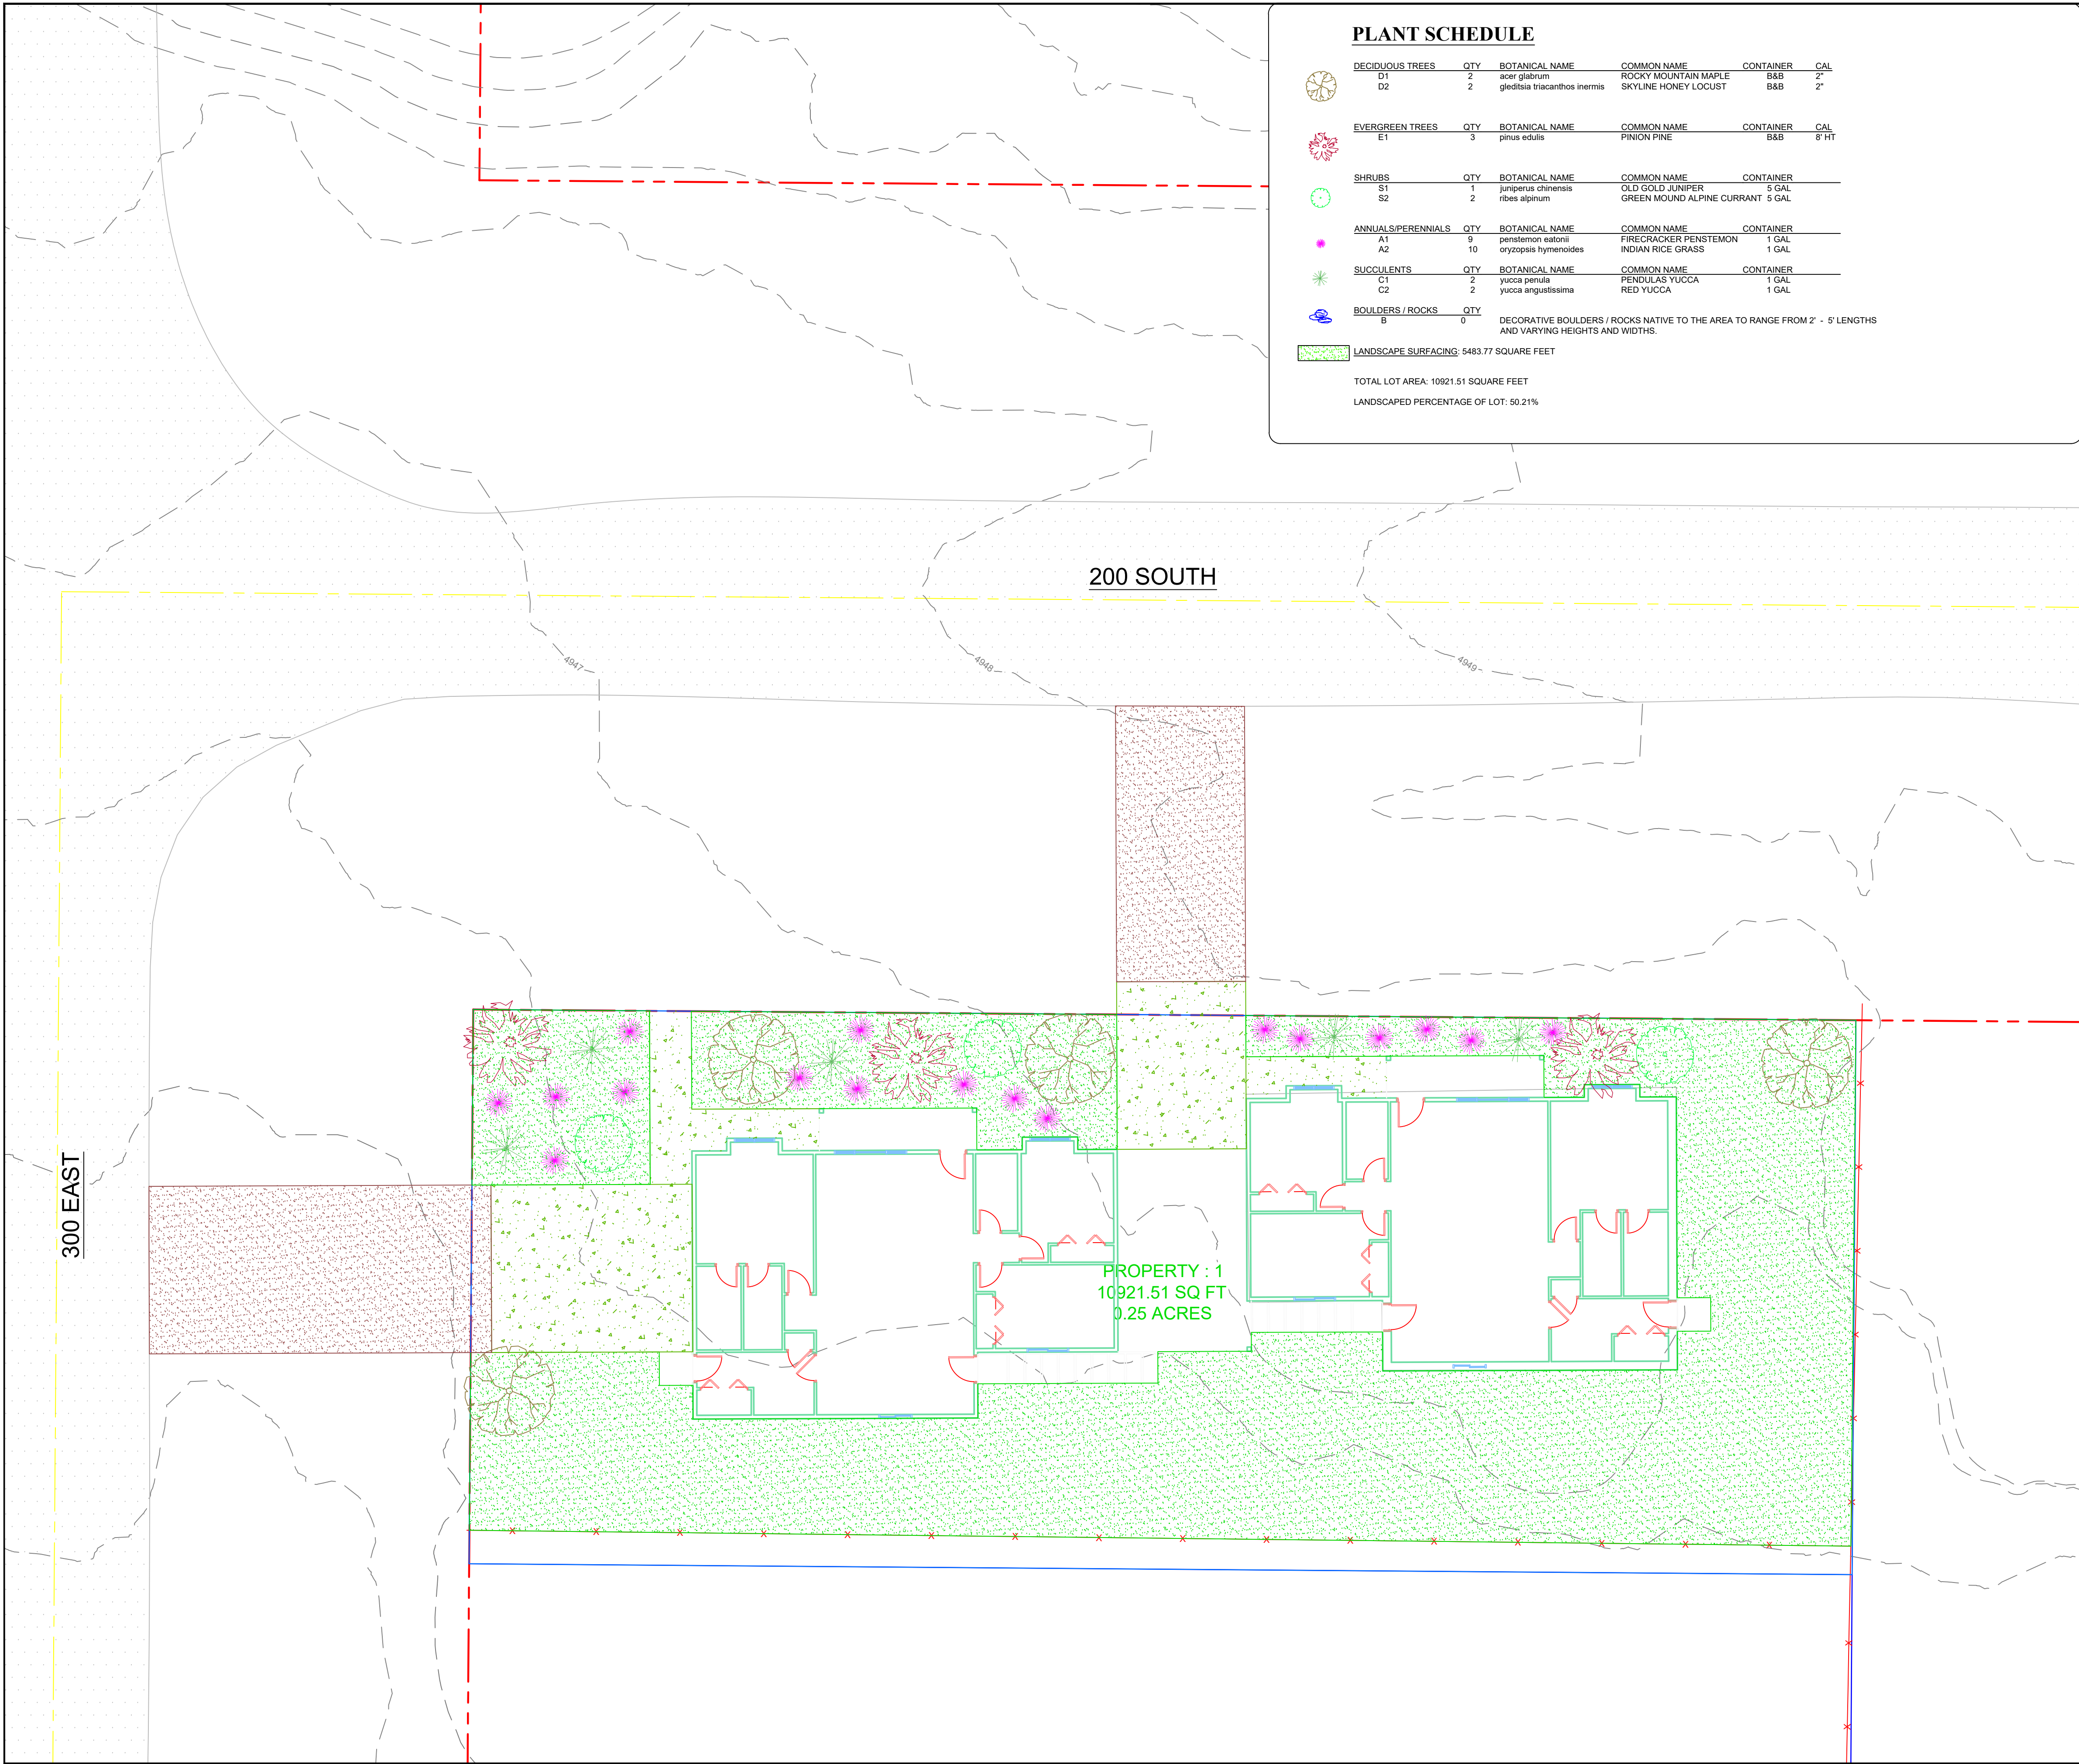 PLANT SCHEDULE
DECIDUOUS TREES QTY BOTANICAL NAME COMMON NAME CONTAINER CAL
D1 2 acer glabrum ROCKY MOUNTAIN MAPLE B&B 2"
D2 2 gleditsia triacanthos inermis SKYLINE HONEY LOCUST B&B 2"
EVERGREEN TREES QTY BOTANICAL NAME COMMON NAME CONTAINER CAL
E1 3 pinus edulis PINION PINE B&B 8' HT
SHRUBS QTY BOTANICAL NAME COMMON NAME CONTAINER
S1 1 juniperus chinensis OLD GOLD JUNIPER 5 GAL
S2 2 ribes alpinum GREEN MOUND ALPINE CURRANT 5 GAL
ANNUALS/PERENNIALS QTY BOTANICAL NAME COMMON NAME CONTAINER
A1 9 penstemon eatonii FIRECRACKER PENSTEMON 1 GAL
A2 10 oryzopsis hymenoides INDIAN RICE GRASS 1 GAL
SUCCULENTS QTY BOTANICAL NAME COMMON NAME CONTAINER
C1 2 yucca penula PENDULAS YUCCA 1 GAL
C2 2 yucca angustissima RED YUCCA 1 GAL
BOULDERS / ROCKS QTY
B 0 DECORATIVE BOULDERS / ROCKS NATIVE TO THE AREA TO RANGE FROM 2' - 5' LENGTHS
AND VARYING HEIGHTS AND WIDTHS.
LANDSCAPE SURFACING: 5483.77 SQUARE FEET
TOTAL LOT AREA: 10921.51 SQUARE FEET
LANDSCAPED PERCENTAGE OF LOT: 50.21%
200 SOUTH
4947
4948
4949
300 EAST
PROPERTY : 1
10921.51 SQ FT
0.25 ACRES